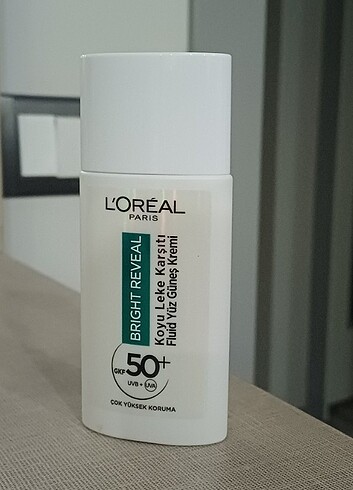 L'ORÉAL
PARIS
BRIGHT REVEAL
Koyu Leke Karşıtı
Fluid Yüz Güneş Kremi
GKF 50+
UVB + UVA
ÇOK YÜKSEK KORUMA